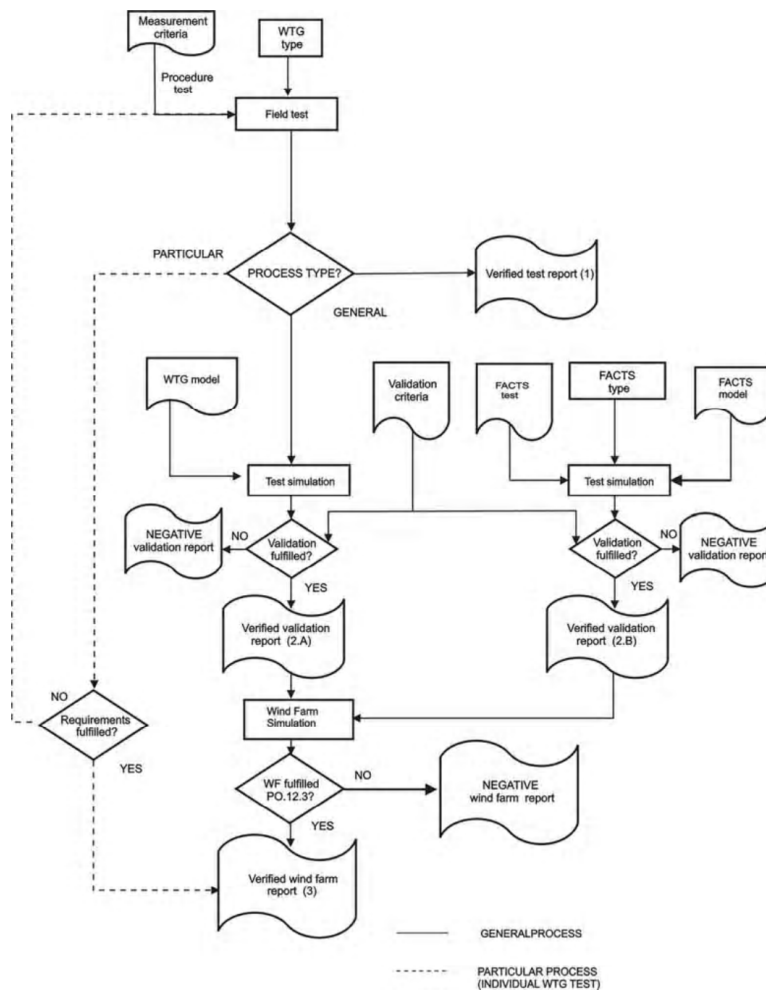 Measurement
criteria
WTG
type
Procedure
test
Field test
PARTICULAR
PROCESS TYPE?
Verified test report (1)
GENERAL
WTG model
Validation
criteria
FACTS
test
FACTS
type
FACTS
model
Test simulation
Test simulation
NEGATIVE
validation report
NO
Validation
fulfilled?
Validation
fulfilled?
NO
NEGATIVE
validation report
YES
YES
Verified validation
report (2.A)
Verified validation
report (2.B)
NO
Requirements
fulfilled?
YES
Wind Farm
Simulation
WF fulfilled
PO.12.3?
NO
NEGATIVE
wind farm report
YES
Verified wind farm
report (3)
GENERALPROCESS
PARTICULAR PROCESS
(INDIVIDUAL WTG TEST)